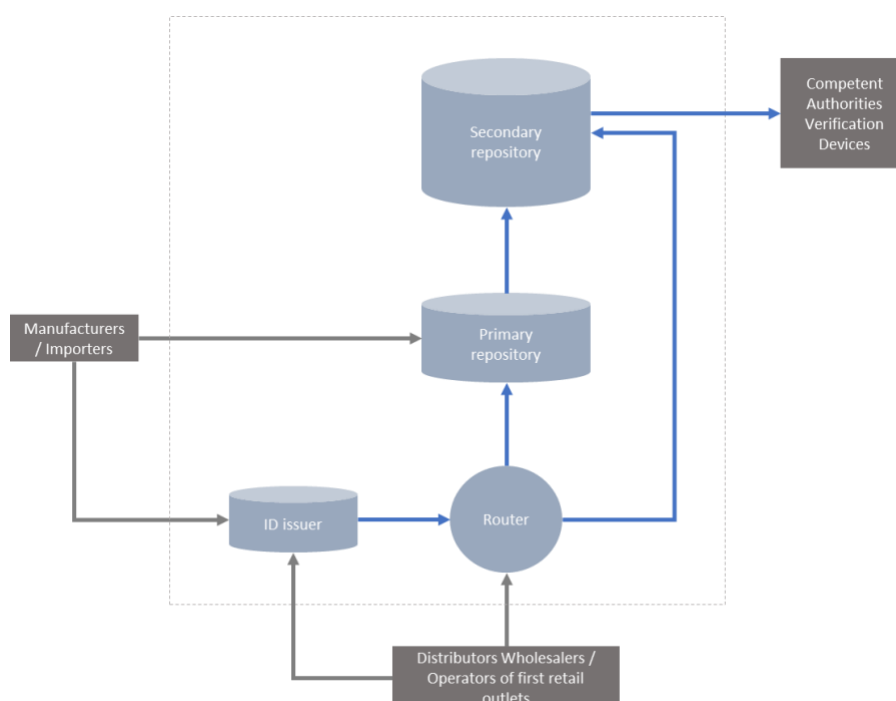 Secondary
repository
Competent
Authorities
Verification
Devices
Manufacturers
/ Importers
Primary
repository
ID issuer
Router
Distributors Wholesalers /
Operators of first retail
outlets